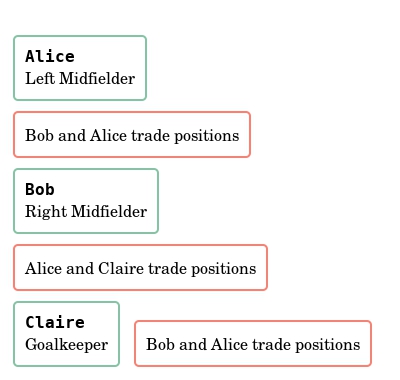 Alice
Left Midfielder
Bob and Alice trade positions
Bob
Right Midfielder
Alice and Claire trade positions
Claire
Goalkeeper
Bob and Alice trade positions